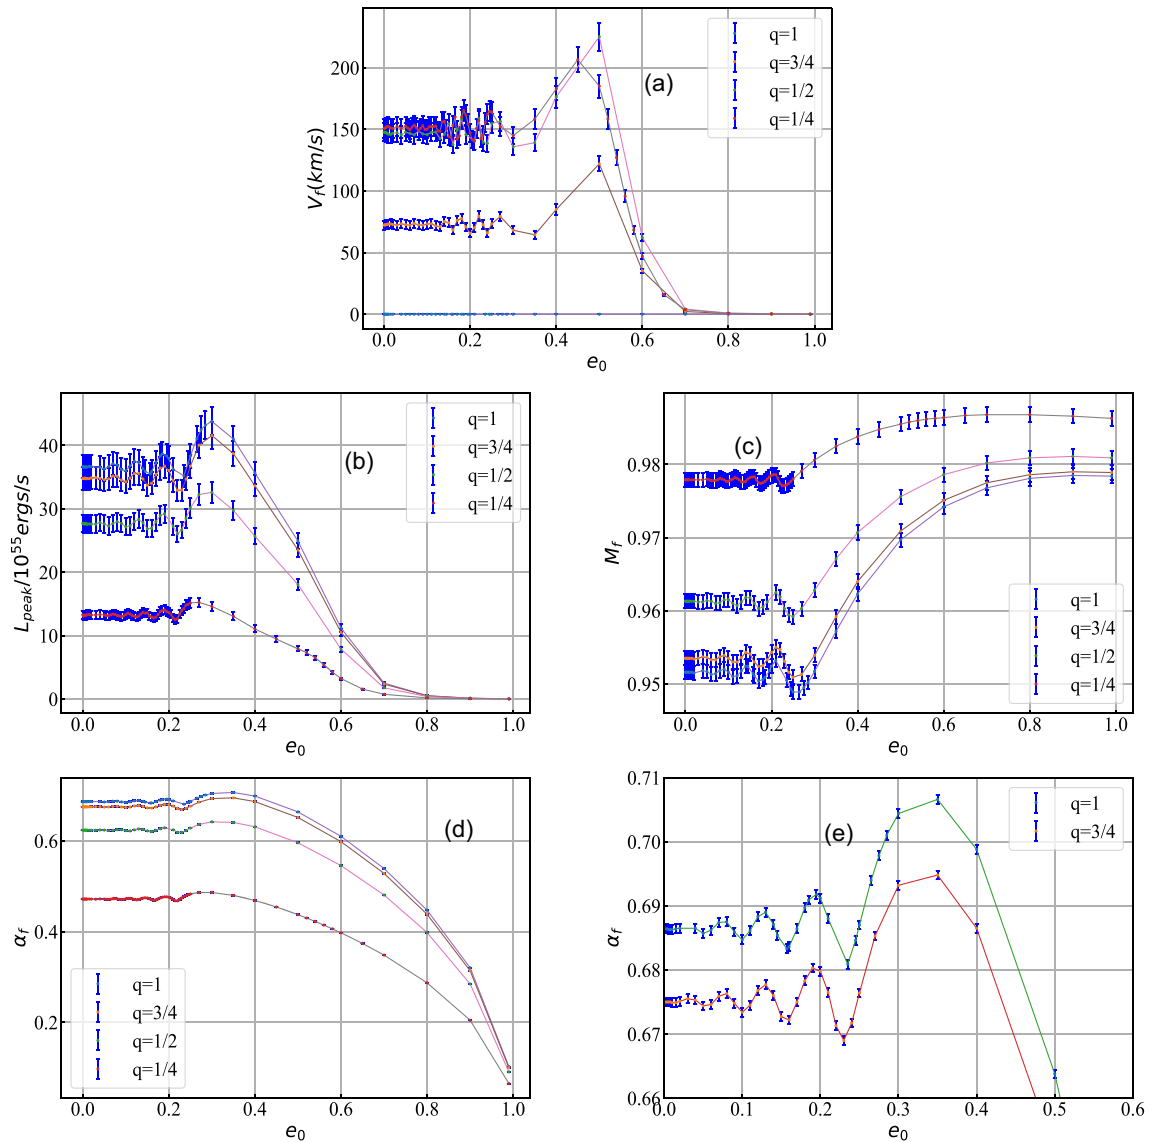 (a)
V_f(km/s)
200
150
100
50
0
0.0 0.2 0.4 0.6 0.8 1.0
e_0
q=1
q=3/4
q=1/2
q=1/4
(b)
L_peak/10^55ergs/s
40
30
20
10
0
0.0 0.2 0.4 0.6 0.8 1.0
e_0
q=1
q=3/4
q=1/2
q=1/4
(c)
M_f
0.98
0.97
0.96
0.95
0.0 0.2 0.4 0.6 0.8 1.0
e_0
q=1
q=3/4
q=1/2
q=1/4
(d)
α_f
0.6
0.4
0.2
0.0 0.2 0.4 0.6 0.8 1.0
e_0
q=1
q=3/4
q=1/2
q=1/4
(e)
α_f
0.71
0.70
0.69
0.68
0.67
0.66
0.0 0.1 0.2 0.3 0.4 0.5 0.6
e_0
q=1
q=3/4